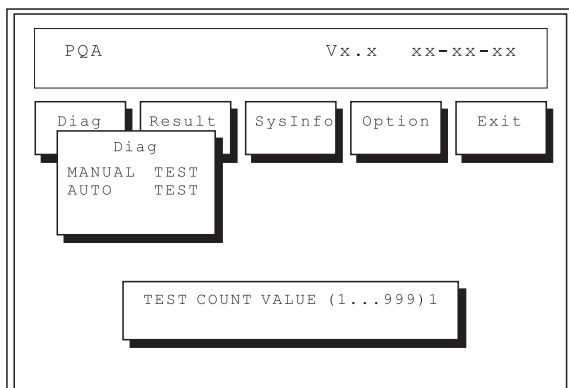 PQA Vx.x xx-xx-xx
Diag Result SysInfo Option Exit
Diag
MANUAL TEST
AUTO TEST
TEST COUNT VALUE (1...999)1